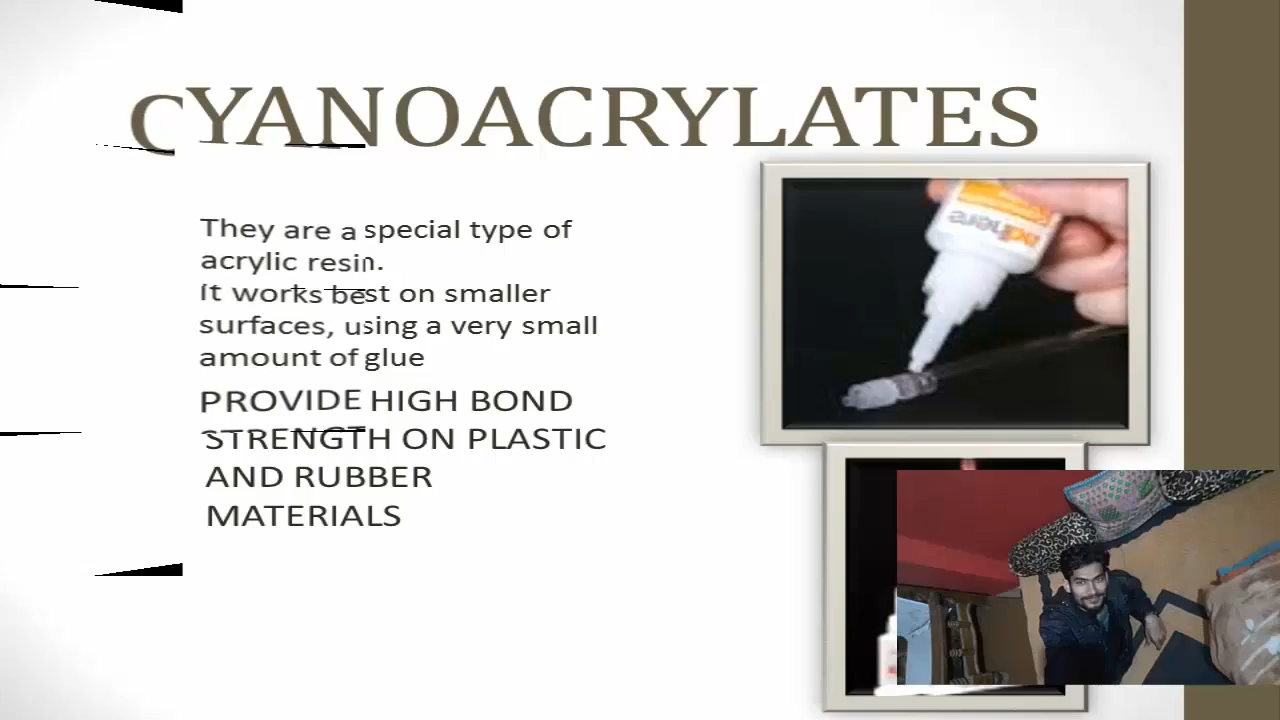 CYANOACRYLATES
They are a special type of
acrylic resin.
It works best on smaller
surfaces, using a very small
amount of glue
PROVIDE HIGH BOND
STRENGTH ON PLASTIC
AND RUBBER
MATERIALS